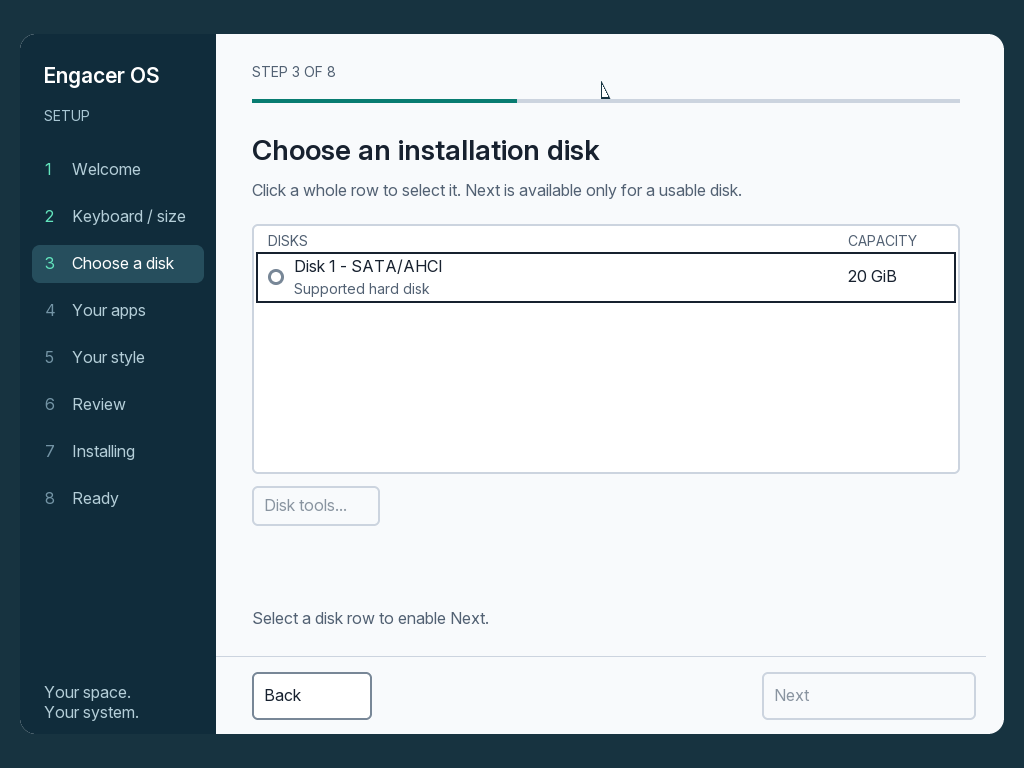 Engacer OS
SETUP
1 Welcome
2 Keyboard / size
3 Choose a disk
4 Your apps
5 Your style
6 Review
7 Installing
8 Ready
Your space.
Your system.
STEP 3 OF 8
Choose an installation disk
Click a whole row to select it. Next is available only for a usable disk.
DISKS CAPACITY
Disk 1 - SATA/AHCI
Supported hard disk
20 GiB
Disk tools...
Select a disk row to enable Next.
Back Next